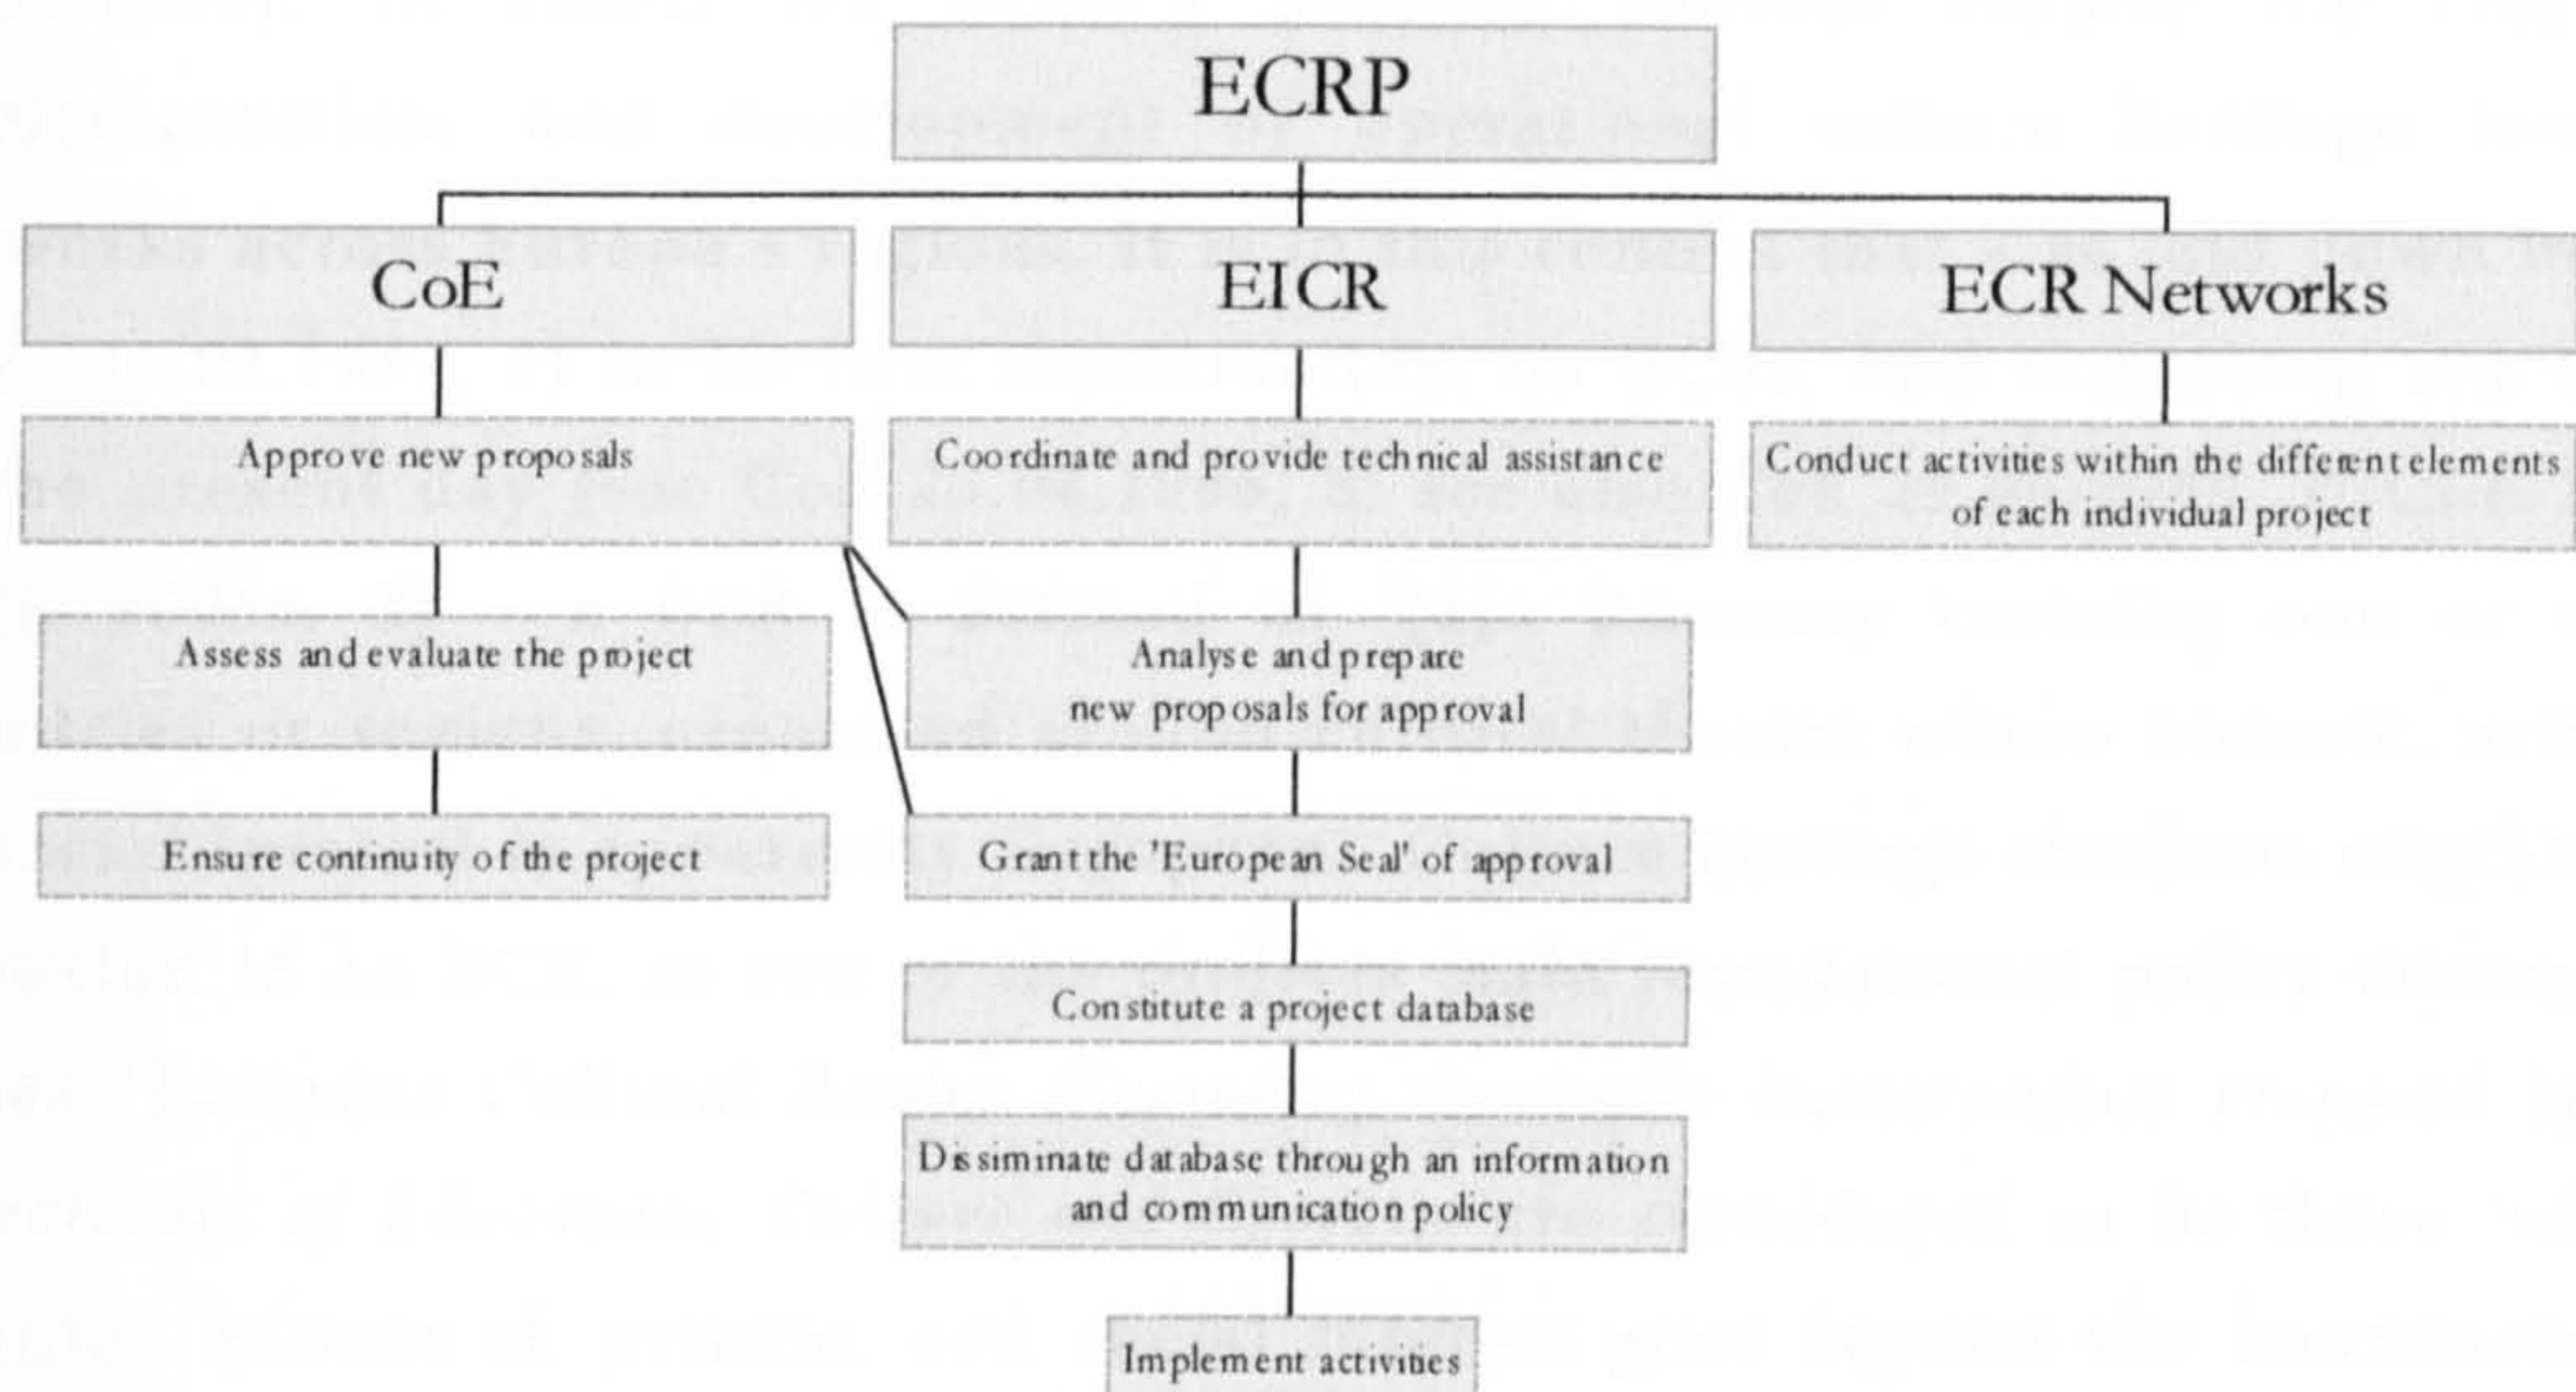 ECRP
CoE
EICR
ECR Networks
Approve new proposals
Coordinate and provide technical assistance
Conduct activities within the different elements
of each individual project
Assess and evaluate the project
Analyse and prepare
new proposals for approval
Ensure continuity of the project
Grant the 'European Seal' of approval
Constitute a project database
Dissiminate database through an information
and communication policy
Implement activities